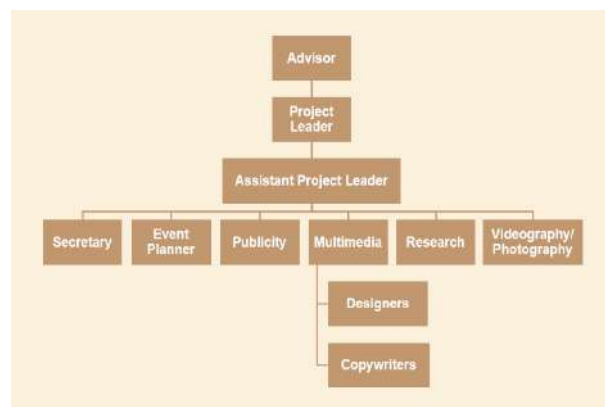 Advisor
Project
Leader
Assistant Project Leader
Secretary
Event
Planner
Publicity
Multimedia
Research
Videography/
Photography
Designers
Copywriters